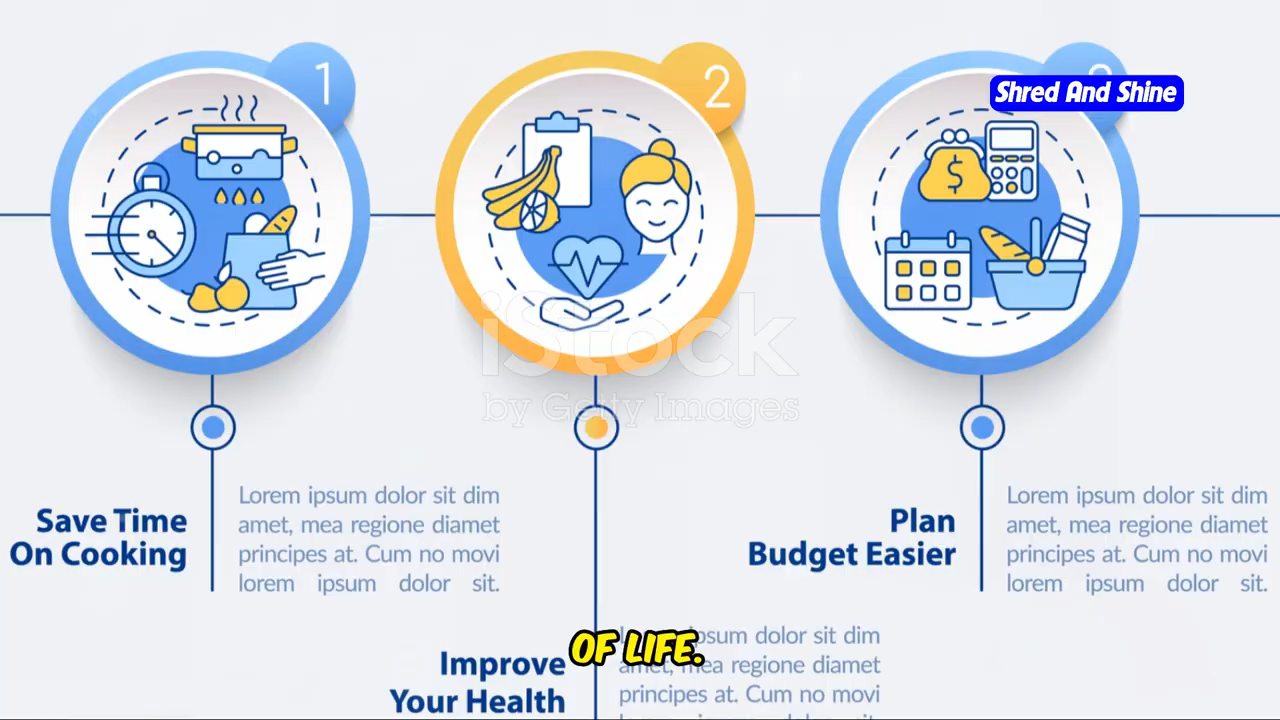 1
2
Shred And Shine
$
iStock
by Getty Images
Save Time
On Cooking
Lorem ipsum dolor sit dim
amet, mea regione diamet
principes at. Cum no movi
lorem ipsum dolor sit.
Plan
Budget Easier
Lorem ipsum dolor sit dim
amet, mea regione diamet
principes at. Cum no movi
lorem ipsum dolor sit.
Improve
Your Health
ipsum dolor sit dim
amet, mea regione diamet
principes at. Cum no movi
OF LIFE.